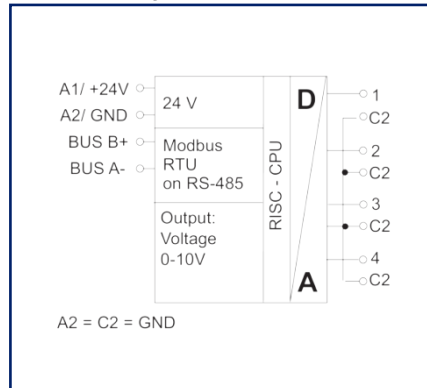 A1/ +24V
A2/ GND
BUS B+
BUS A-
24 V
Modbus
RTU
on RS-485
Output:
Voltage
0-10V
RISC - CPU
D
A
1
C2
2
C2
3
C2
4
C2
A2 = C2 = GND